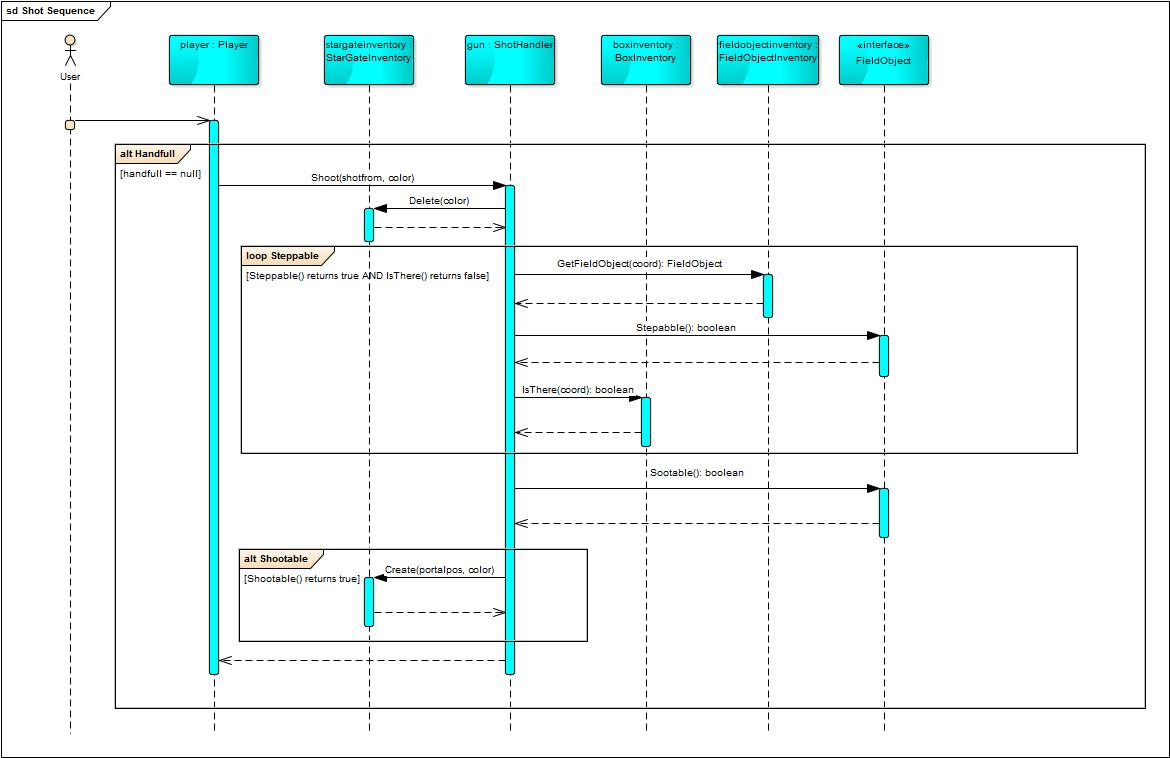 sd Shot Sequence
User
player : Player
stargateinventory :
StarGateInventory
gun : ShotHandler
boxinventory :
BoxInventory
fieldobjectinventory :
FieldObjectInventory
«interface»
FieldObject
alt Handfull
[handfull == null]
Shoot(shotfrom, color)
Delete(color)
loop Steppable
[Steppable() returns true AND IsThere() returns false]
GetFieldObject(coord): FieldObject
Stepabble(): boolean
IsThere(coord): boolean
Sootable(): boolean
alt Shootable
[Shootable() returns true]
Create(portalpos, color)